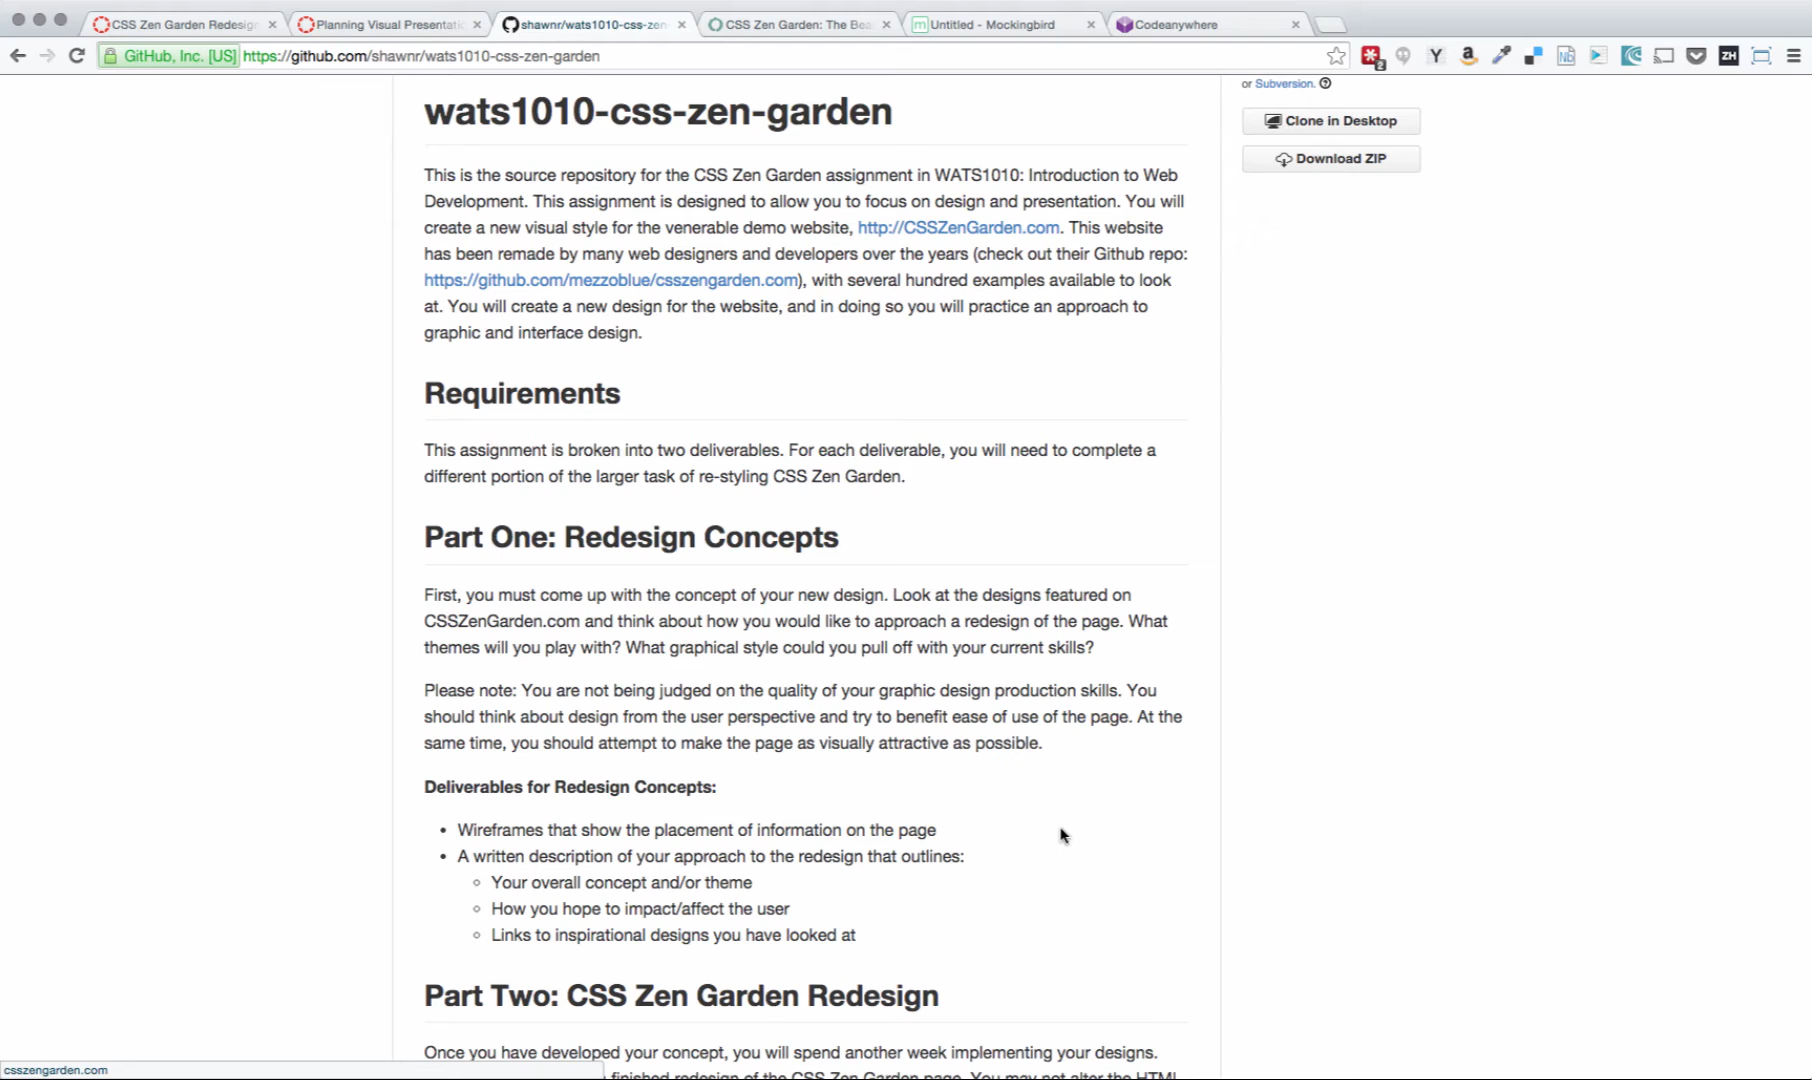 CSS Zen Garden Redesig
Planning Visual Presentati
shawnr/wats1010-css-zen-
CSS Zen Garden: The Bea
Untitled - Mockingbird
Codeanywhere
GitHub, Inc. [US] https://github.com/shawnr/wats1010-css-zen-garden
or Subversion.
Clone in Desktop
Download ZIP
wats1010-css-zen-garden
This is the source repository for the CSS Zen Garden assignment in WATS1010: Introduction to Web
Development. This assignment is designed to allow you to focus on design and presentation. You will
create a new visual style for the venerable demo website, http://CSSZenGarden.com. This website
has been remade by many web designers and developers over the years (check out their Github repo:
https://github.com/mezzoblue/csszengarden.com), with several hundred examples available to look
at. You will create a new design for the website, and in doing so you will practice an approach to
graphic and interface design.
Requirements
This assignment is broken into two deliverables. For each deliverable, you will need to complete a
different portion of the larger task of re-styling CSS Zen Garden.
Part One: Redesign Concepts
First, you must come up with the concept of your new design. Look at the designs featured on
CSSZenGarden.com and think about how you would like to approach a redesign of the page. What
themes will you play with? What graphical style could you pull off with your current skills?
Please note: You are not being judged on the quality of your graphic design production skills. You
should think about design from the user perspective and try to benefit ease of use of the page. At the
same time, you should attempt to make the page as visually attractive as possible.
Deliverables for Redesign Concepts:
• Wireframes that show the placement of information on the page
• A written description of your approach to the redesign that outlines:
◦ Your overall concept and/or theme
◦ How you hope to impact/affect the user
◦ Links to inspirational designs you have looked at
Part Two: CSS Zen Garden Redesign
Once you have developed your concept, you will spend another week implementing your designs.
finished redesign of the CSS Zen Garden page. You may not alter the HTML
csszengarden.com